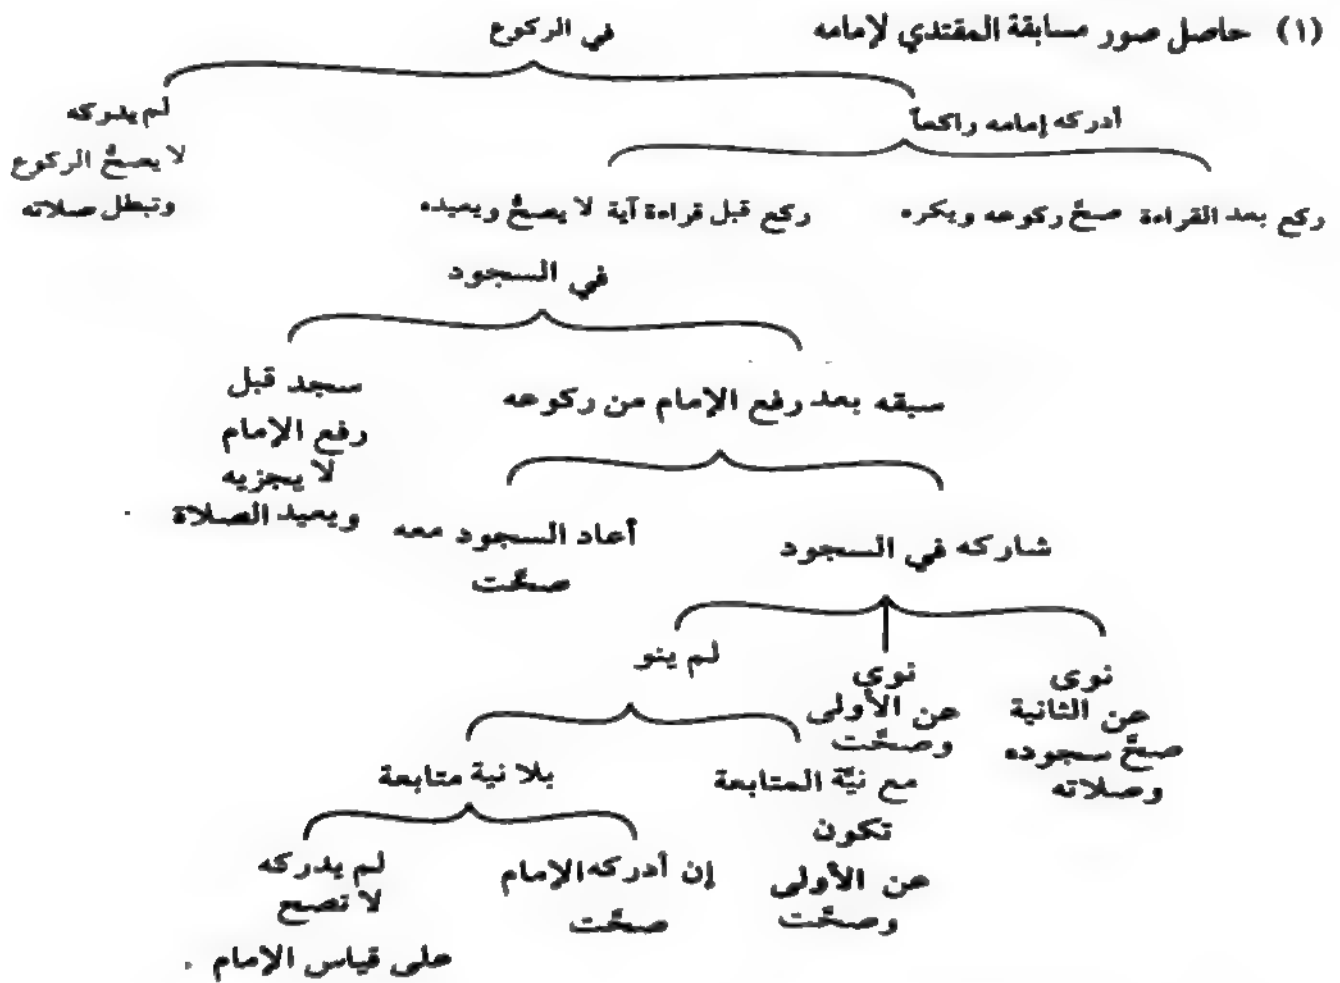 (١) حاصل صور مسابقة المقتدي لإمامه
في الركوع
أدركه إمامه راكعاً
لم يدركه
لا يصحُّ الركوع
وتبطل صلاته
ركع بعد القراءة صحَّ ركوعه ويكره
ركع قبل قراءة آية لا يصحُّ ويعيده
في السجود
سبقه بعد رفع الإمام من ركوعه
سجد قبل
رفع الإمام
لا يجزيه
ويعيد الصلاة
شاركه في السجود
أعاد السجود معه
صحَّت
نوى
عن الثانية
صحَّ سجوده
وصلاته
نوى
عن الأولى
وصحَّت
لم ينو
مع نيَّة المتابعة
تكون
عن الأولى
وصحَّت
بلا نية متابعة
إن أدركه الإمام
صحَّت
لم يدركه
لا تصح
على قياس الإمام .